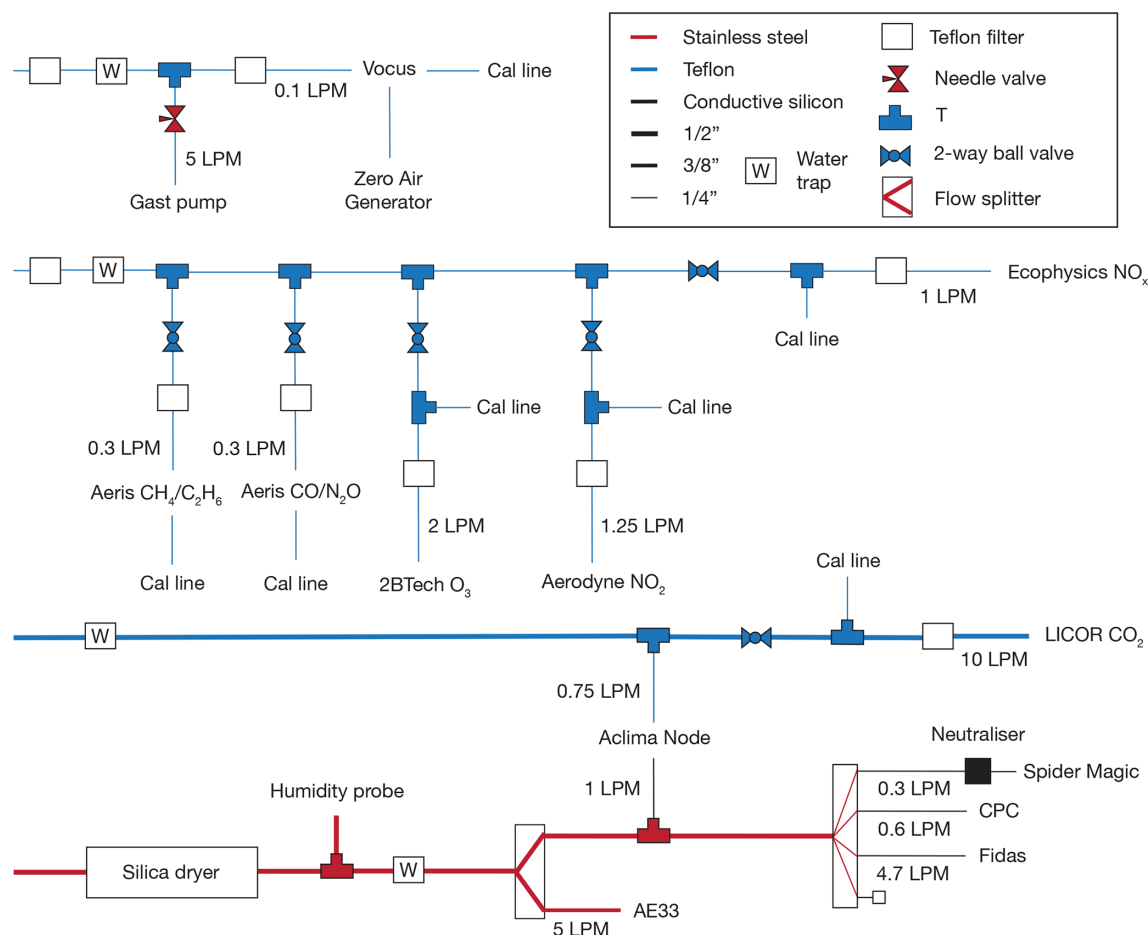 Stainless steel
Teflon
Conductive silicon
1/2”
3/8”
1/4”
W
Water
trap
Teflon filter
Needle valve
T
2-way ball valve
Flow splitter
W
Vocus
Cal line
0.1 LPM
5 LPM
Gast pump
Zero Air
Generator
W
Ecophysics NOₓ
1 LPM
Cal line
Cal line
Cal line
0.3 LPM
0.3 LPM
Aeris CH₄/C₂H₆
Aeris CO/N₂O
2 LPM
1.25 LPM
Cal line
Cal line
2BTech O₃
Aerodyne NO₂
Cal line
W
LICOR CO₂
10 LPM
0.75 LPM
Aclima Node
1 LPM
Neutraliser
Spider Magic
0.3 LPM
CPC
0.6 LPM
Fidas
4.7 LPM
Humidity probe
Silica dryer
W
AE33
5 LPM